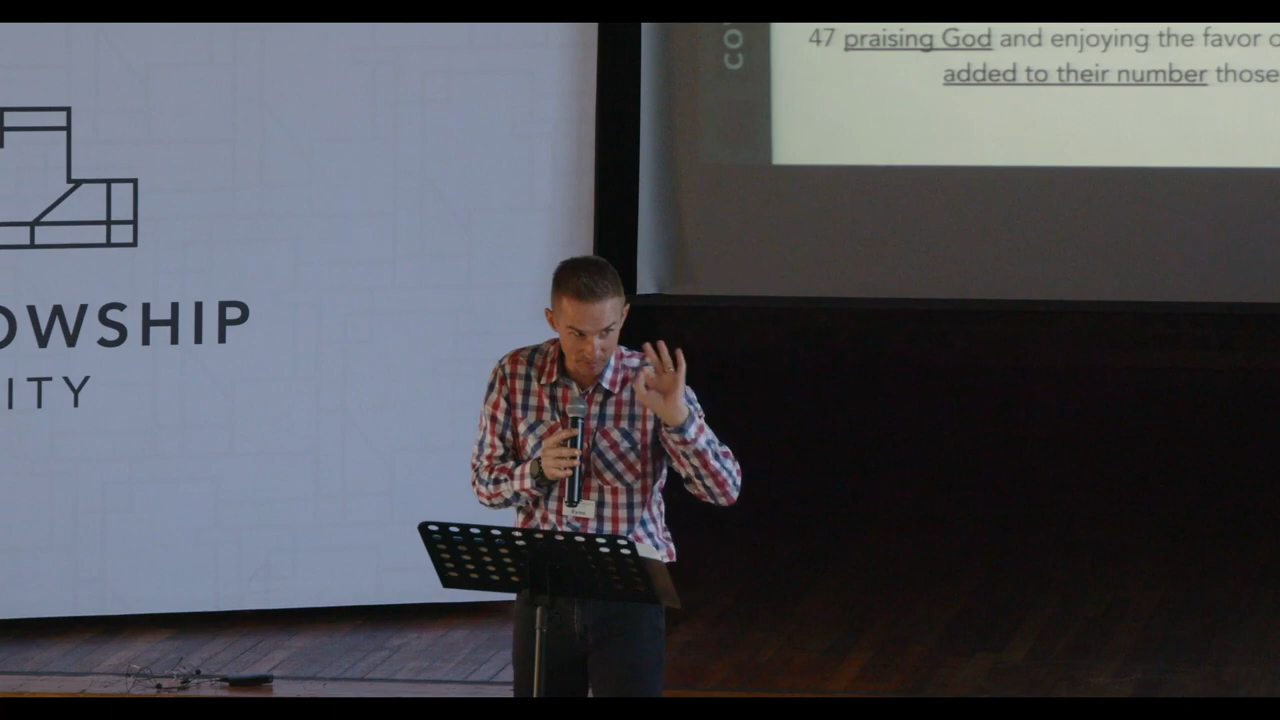 OWSHIP
ITY
CO
47 praising God and enjoying the favor o
added to their number those